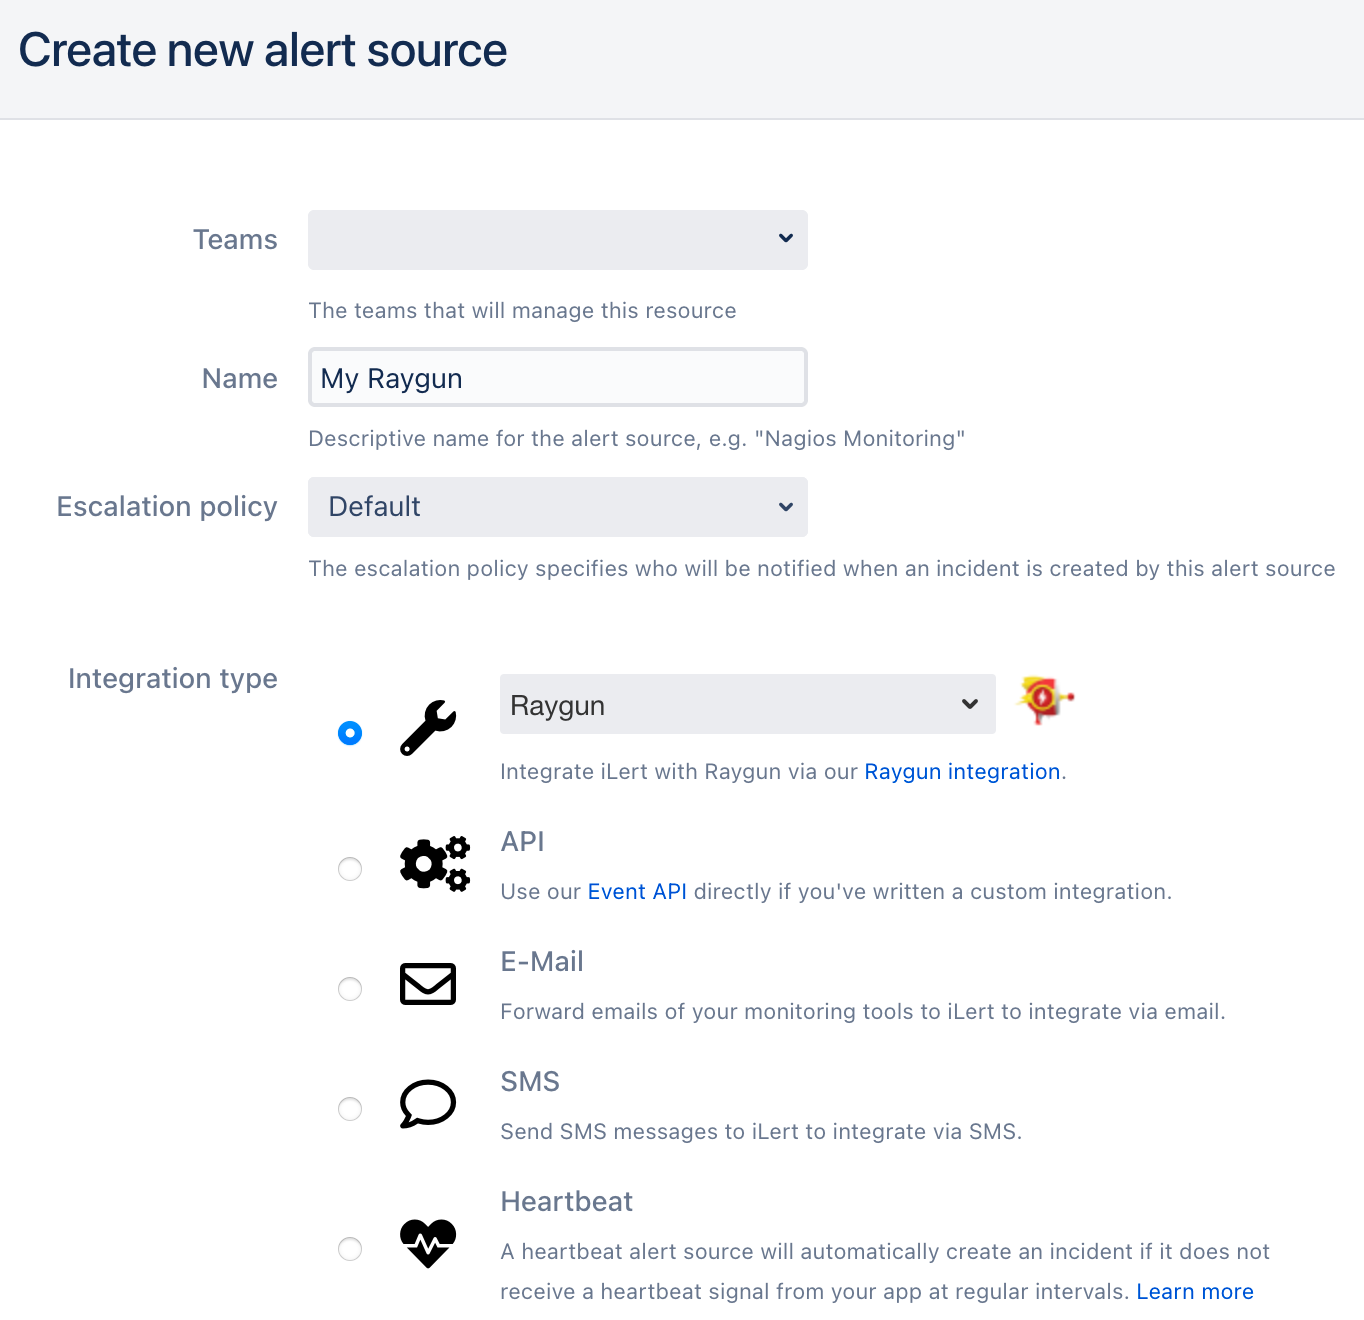 Create new alert source
Teams
The teams that will manage this resource
Name
My Raygun
Descriptive name for the alert source, e.g. "Nagios Monitoring"
Escalation policy
Default
The escalation policy specifies who will be notified when an incident is created by this alert source
Integration type
Raygun
Integrate iLert with Raygun via our Raygun integration.
API
Use our Event API directly if you've written a custom integration.
E-Mail
Forward emails of your monitoring tools to iLert to integrate via email.
SMS
Send SMS messages to iLert to integrate via SMS.
Heartbeat
A heartbeat alert source will automatically create an incident if it does not
receive a heartbeat signal from your app at regular intervals. Learn more